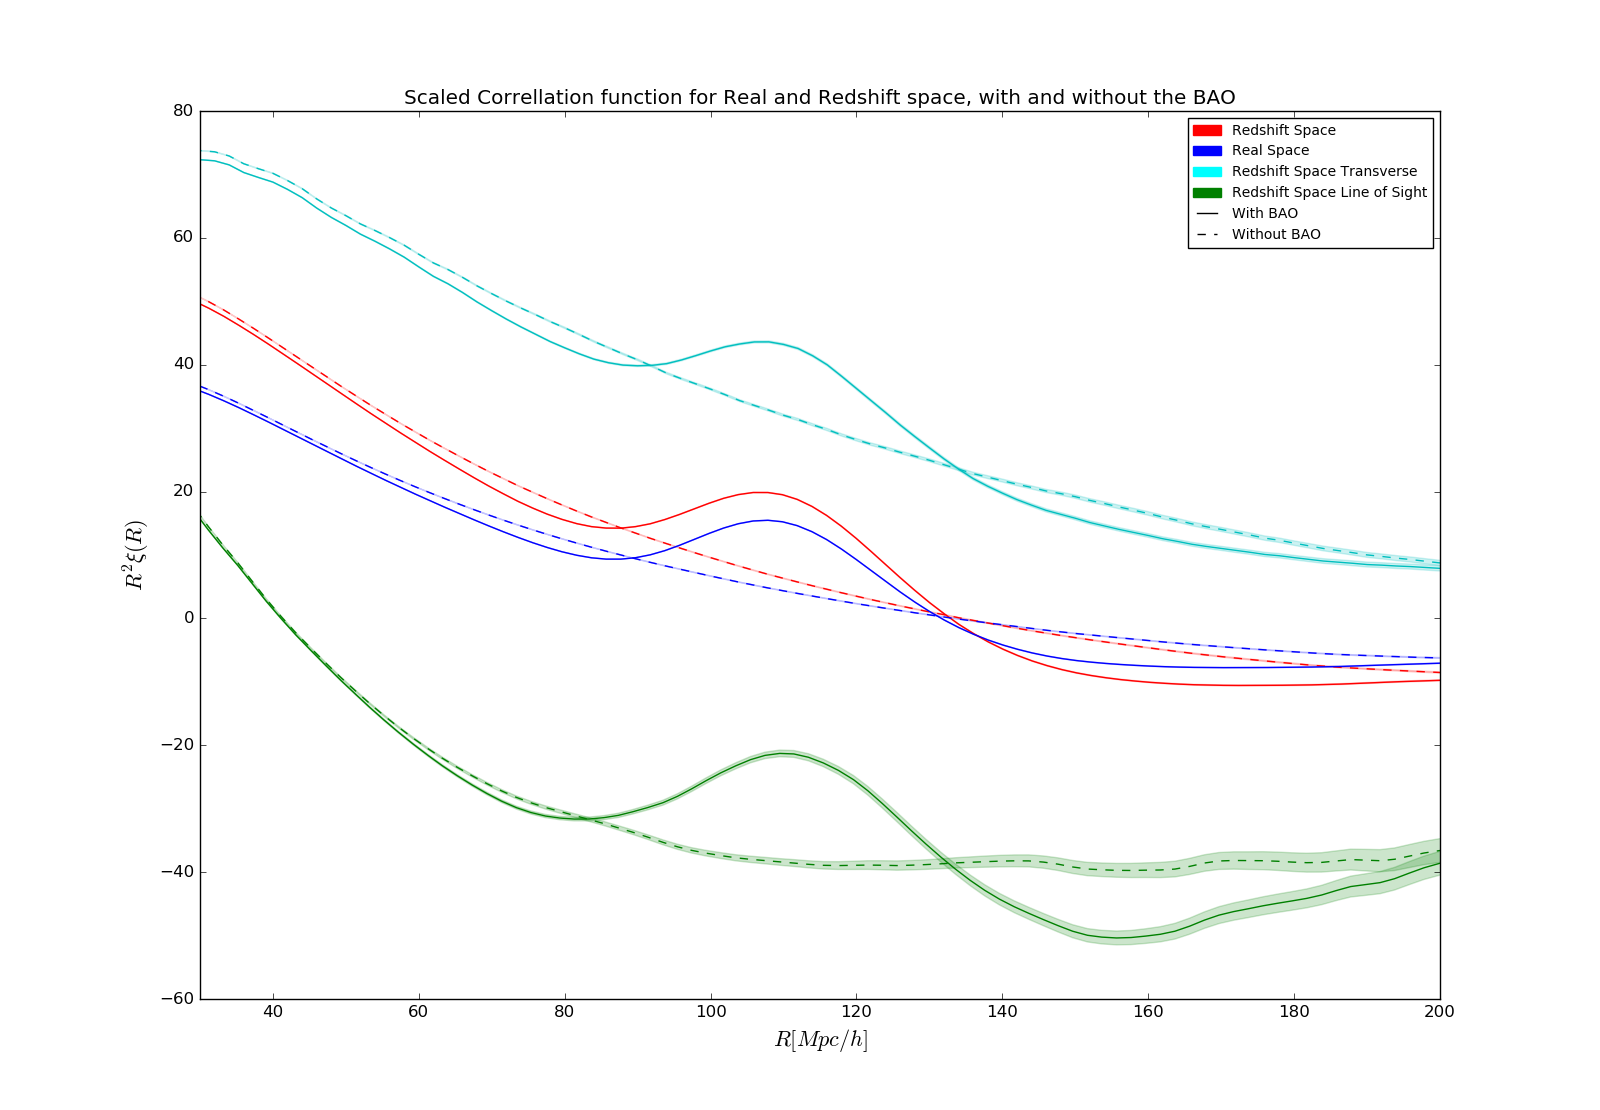 Scaled Correllation function for Real and Redshift space, with and without the BAO
80
60
40
20
0
−20
−40
−60
R²ξ(R)
Redshift Space
Real Space
Redshift Space Transverse
Redshift Space Line of Sight
With BAO
Without BAO
40 60 80 100 120 140 160 180 200
R[Mpc/h]